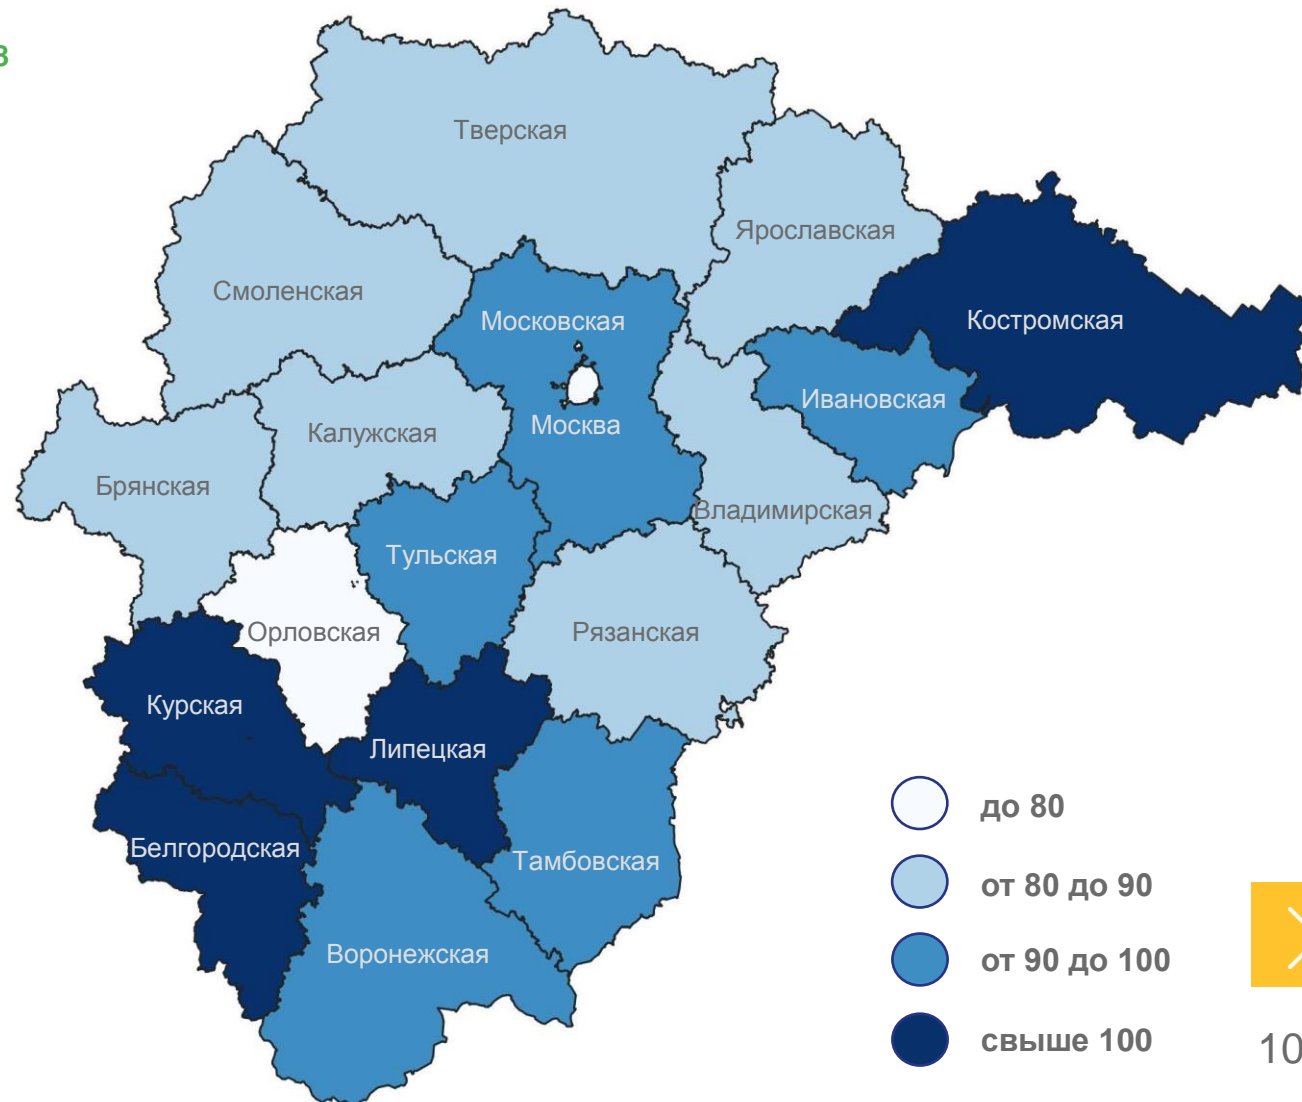 в
Тверская
Ярославская
Смоленская
Московская
Костромская
Ивановская
Москва
Калужская
Брянская
Владимирская
Тульская
Орловская
Рязанская
Курская
Липецкая
Белгородская
Тамбовская
Воронежская
до 80
от 80 до 90
от 90 до 100
свыше 100
10